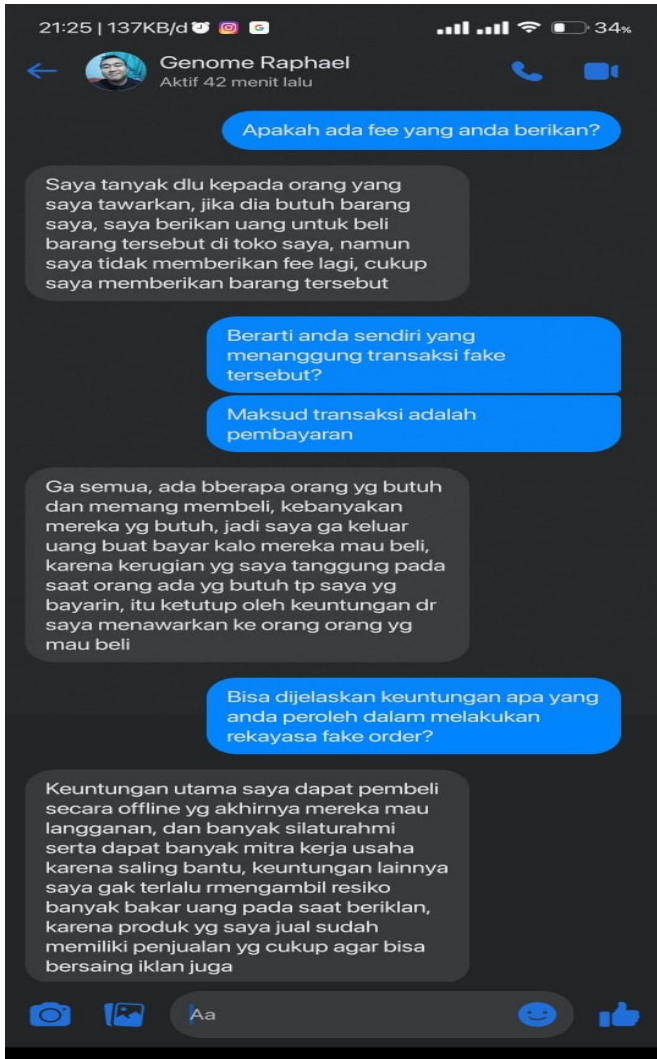 21:25 | 137KB/d
34%
Genome Raphael
Aktif 42 menit lalu
Apakah ada fee yang anda berikan?
Saya tanyak dlu kepada orang yang
saya tawarkan, jika dia butuh barang
saya, saya berikan uang untuk beli
barang tersebut di toko saya, namun
saya tidak memberikan fee lagi, cukup
saya memberikan barang tersebut
Berarti anda sendiri yang
menanggung transaksi fake
tersebut?
Maksud transaksi adalah
pembayaran
Ga semua, ada bberapa orang yg butuh
dan memang membeli, kebanyakan
mereka yg butuh, jadi saya ga keluar
uang buat bayar kalo mereka mau beli,
karena kerugian yg saya tanggung pada
saat orang ada yg butuh tp saya yg
bayarin, itu ketutup oleh keuntungan dr
saya menawarkan ke orang orang yg
mau beli
Bisa dijelaskan keuntungan apa yang
anda peroleh dalam melakukan
rekayasa fake order?
Keuntungan utama saya dapat pembeli
secara offline yg akhirnya mereka mau
langganan, dan banyak silaturahmi
serta dapat banyak mitra kerja usaha
karena saling bantu, keuntungan lainnya
saya gak terlalu rmengambil resiko
banyak bakar uang pada saat beriklan,
karena produk yg saya jual sudah
memiliki penjualan yg cukup agar bisa
bersaing iklan juga
Aa